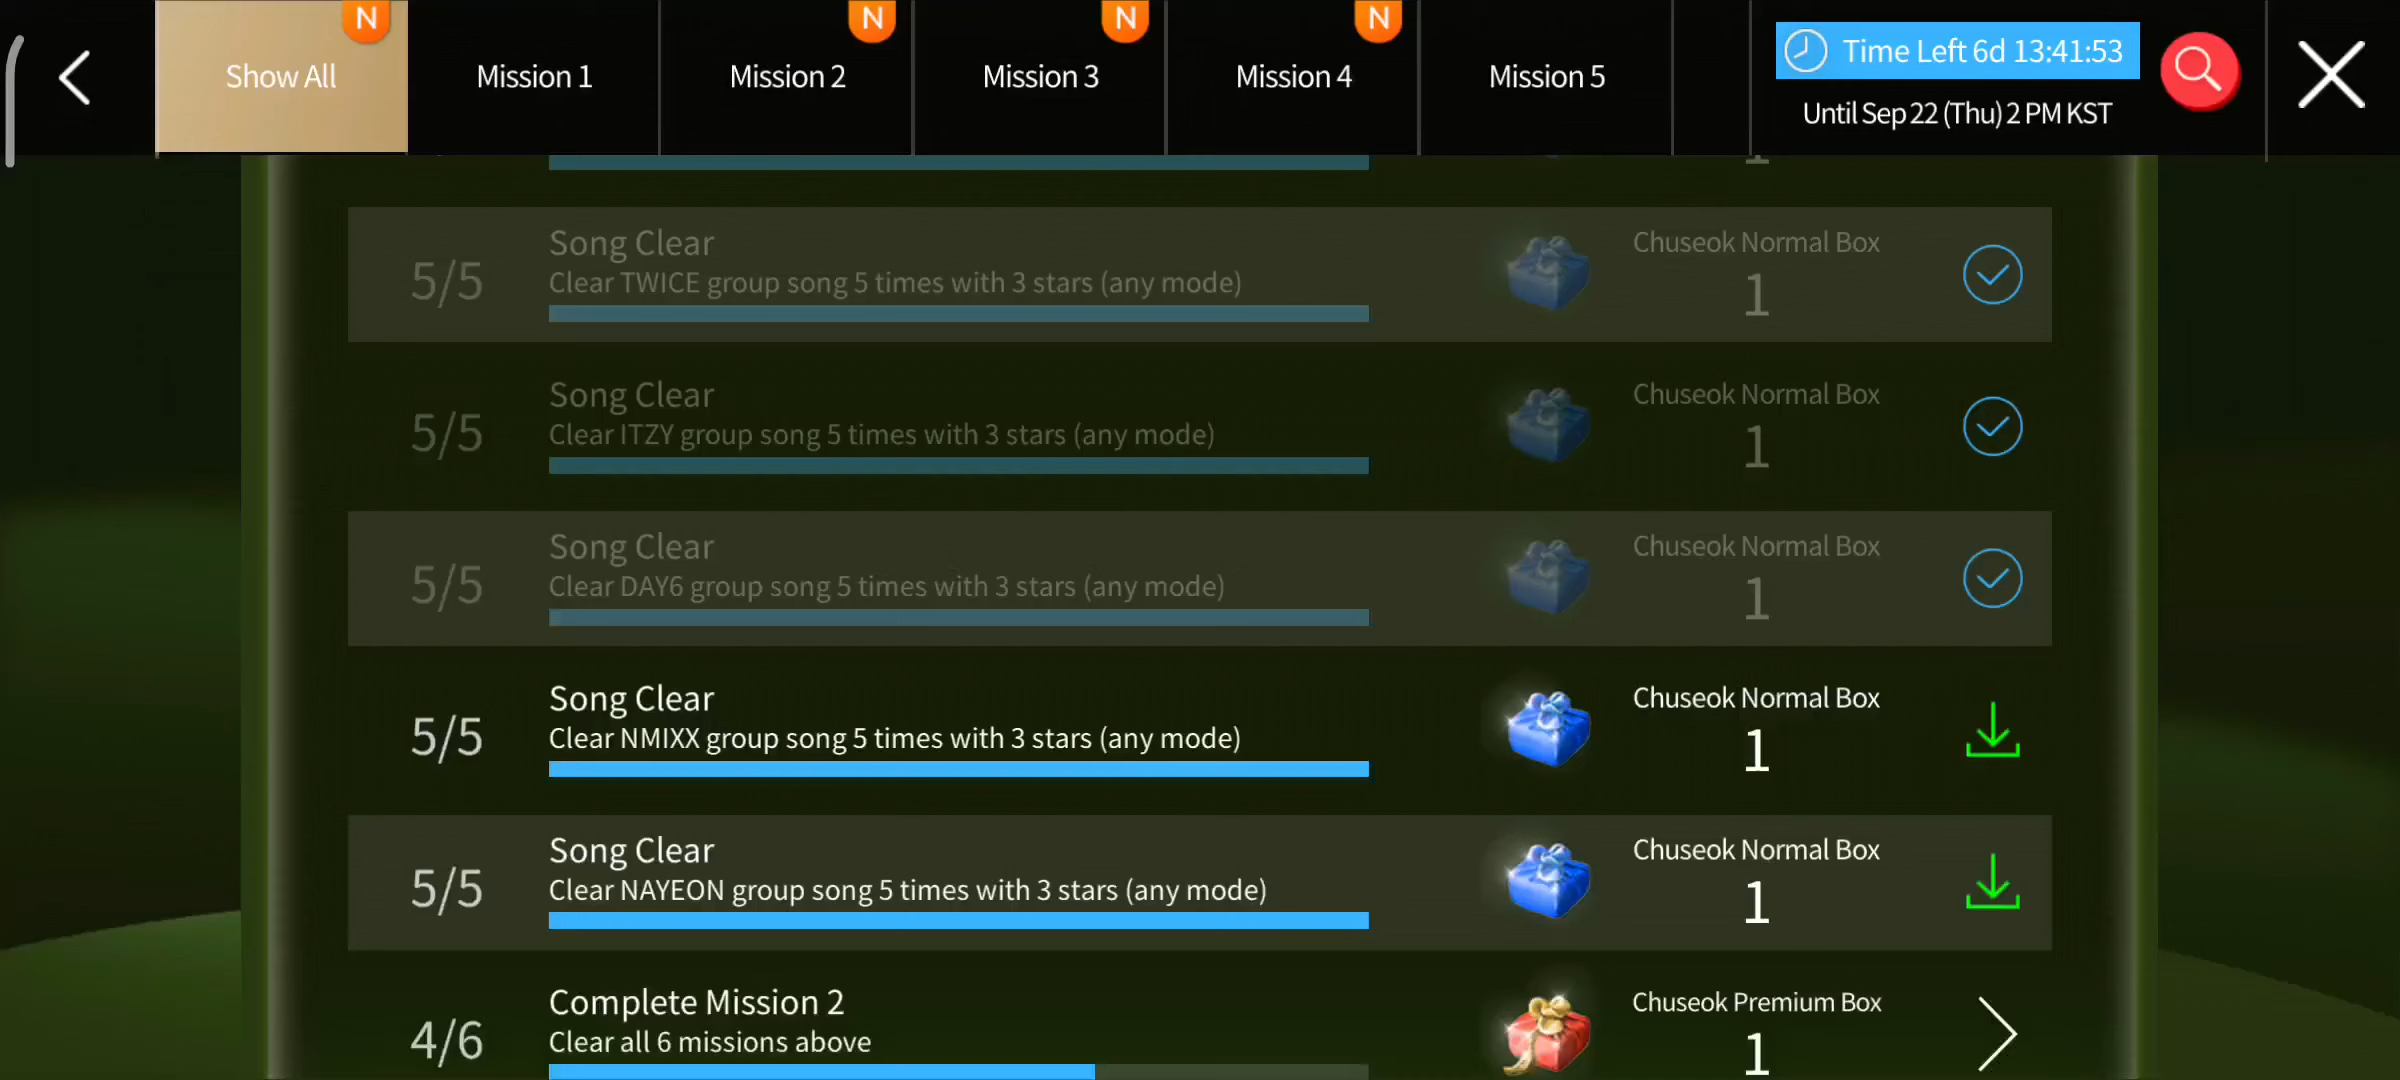 Show All
N
Mission 1
Mission 2
N
Mission 3
N
Mission 4
N
Mission 5
Time Left 6d 13:41:53
Until Sep 22 (Thu) 2 PM KST
5/5
Song Clear
Clear TWICE group song 5 times with 3 stars (any mode)
Chuseok Normal Box
1
5/5
Song Clear
Clear ITZY group song 5 times with 3 stars (any mode)
Chuseok Normal Box
1
5/5
Song Clear
Clear DAY6 group song 5 times with 3 stars (any mode)
Chuseok Normal Box
1
5/5
Song Clear
Clear NMIXX group song 5 times with 3 stars (any mode)
Chuseok Normal Box
1
5/5
Song Clear
Clear NAYEON group song 5 times with 3 stars (any mode)
Chuseok Normal Box
1
4/6
Complete Mission 2
Clear all 6 missions above
Chuseok Premium Box
1